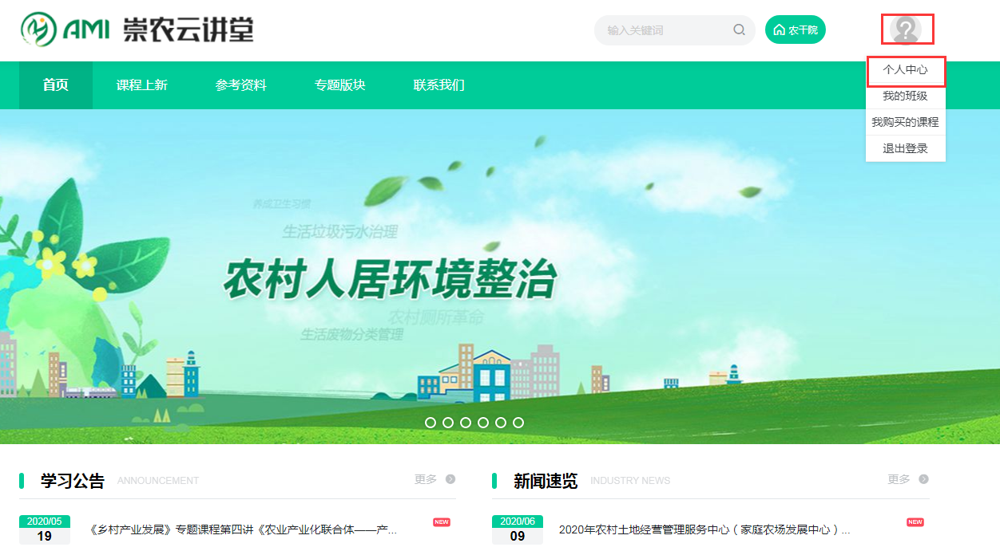 AMI 崇农云讲堂
输入关键词
农干院
首页 课程上新 参考资料 专题版块 联系我们
个人中心
我的班级
我购买的课程
退出登录
养成卫生习惯
生活垃圾污水治理
农村人居环境整治
农村厕所革命
生活废物分类管理
学习公告 ANNOUNCEMENT 更多
2020/05
19
《乡村产业发展》专题课程第四讲《农业产业化联合体——产...
NEW
新闻速览 INDUSTRY NEWS 更多
2020/06
09
2020年农村土地经营管理服务中心（家庭农场发展中心）...
NEW